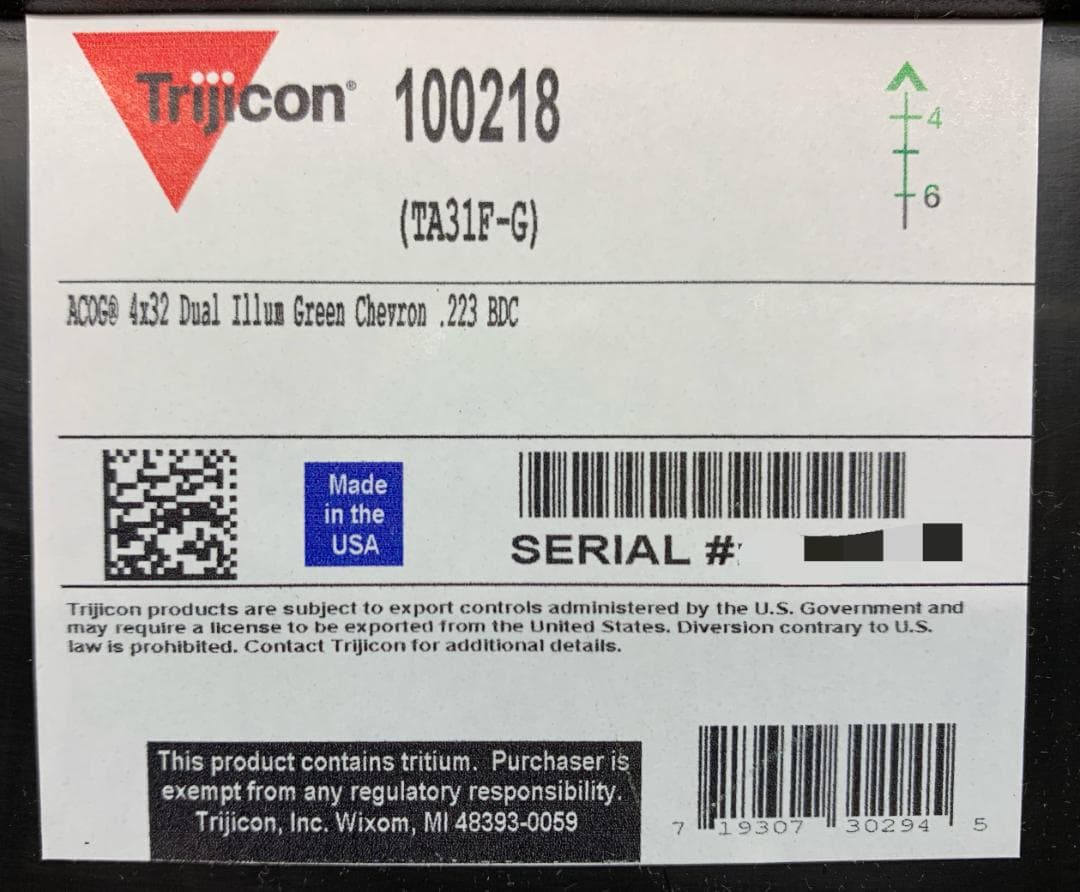 Trijicon® 100218
(TA31F-G)
4
6
ACOG® 4x32 Dual Illum Green Chevron .223 BDC
Made
in the
USA
SERIAL #
Trijicon products are subject to export controls administered by the U.S. Government and
may require a license to be exported from the United States. Diversion contrary to U.S.
law is prohibited. Contact Trijicon for additional details.
This product contains tritium. Purchaser is
exempt from any regulatory responsibility.
Trijicon, Inc. Wixom, MI 48393-0059
7 19307 30294 5